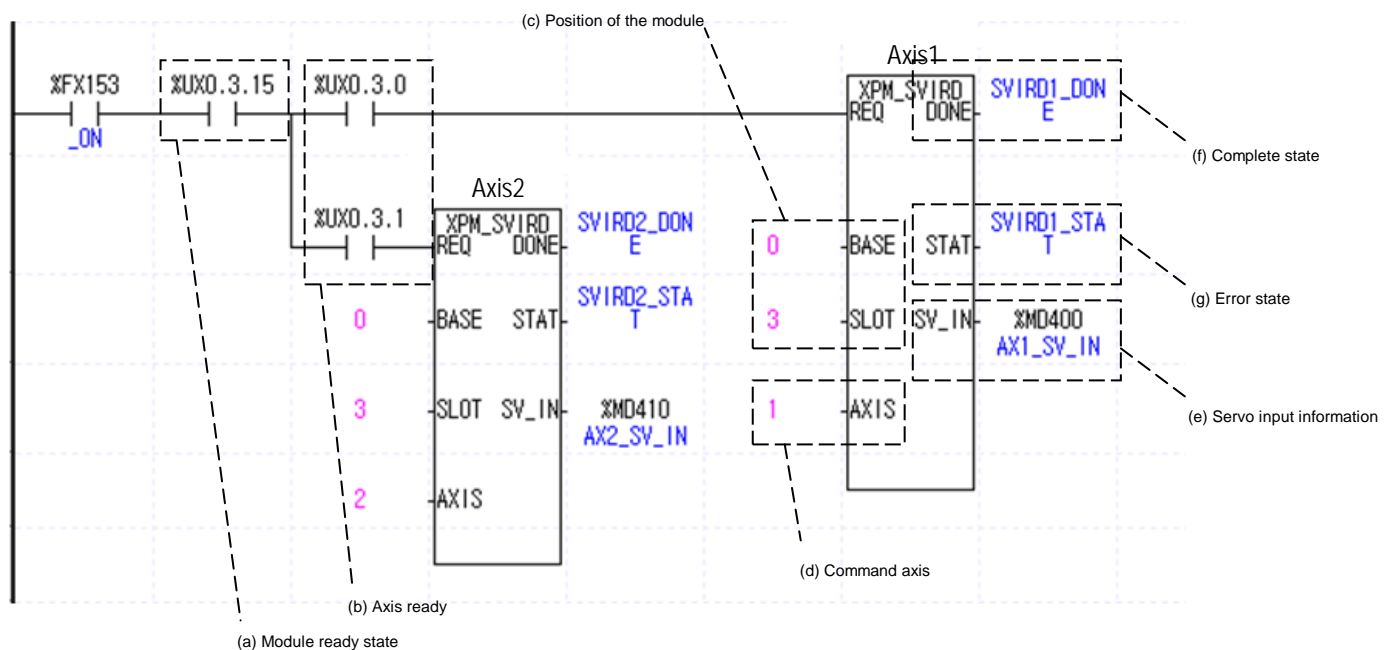 (c) Position of the module
Axis1
%FX153
%UX0.3.15
%UX0.3.0
XPM_SVIRD
SVIRD1_DON
E
REQ
DONE
_ON
(f) Complete state
Axis2
%UX0.3.1
XPM_SVIRD
SVIRD2_DON
E
REQ
DONE
0
BASE
STAT
SVIRD1_STA
T
SVIRD2_STA
T
(g) Error state
0
BASE
STAT
3
SLOT
SV_IN
%MD400
AX1_SV_IN
3
SLOT
SV_IN
%MD410
AX2_SV_IN
1
AXIS
(e) Servo input information
2
AXIS
(d) Command axis
(b) Axis ready
(a) Module ready state